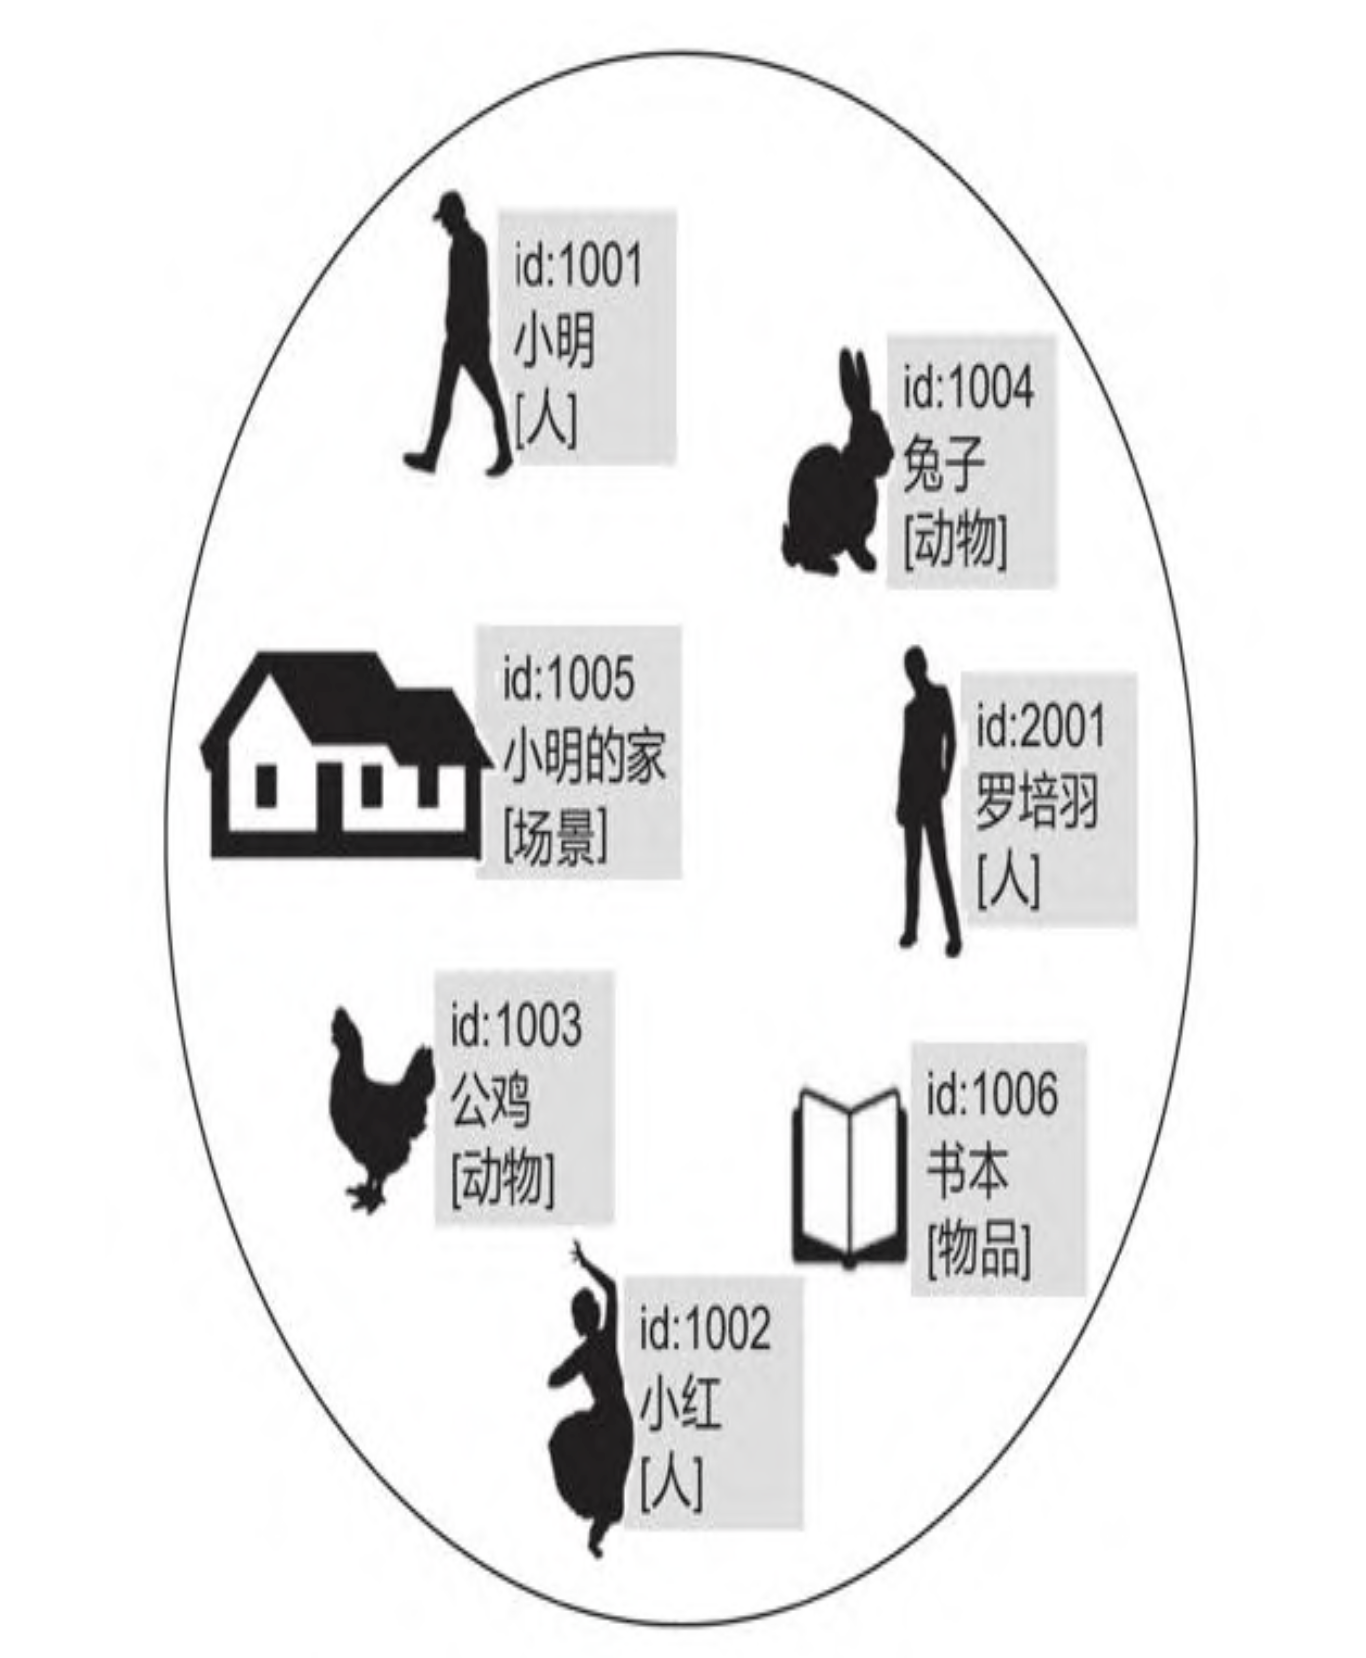 id:1001
小明
[人]
id:1004
兔子
[动物]
id:1005
小明的家
[场景]
id:2001
罗培羽
[人]
id:1003
公鸡
[动物]
id:1006
书本
[物品]
id:1002
小红
[人]